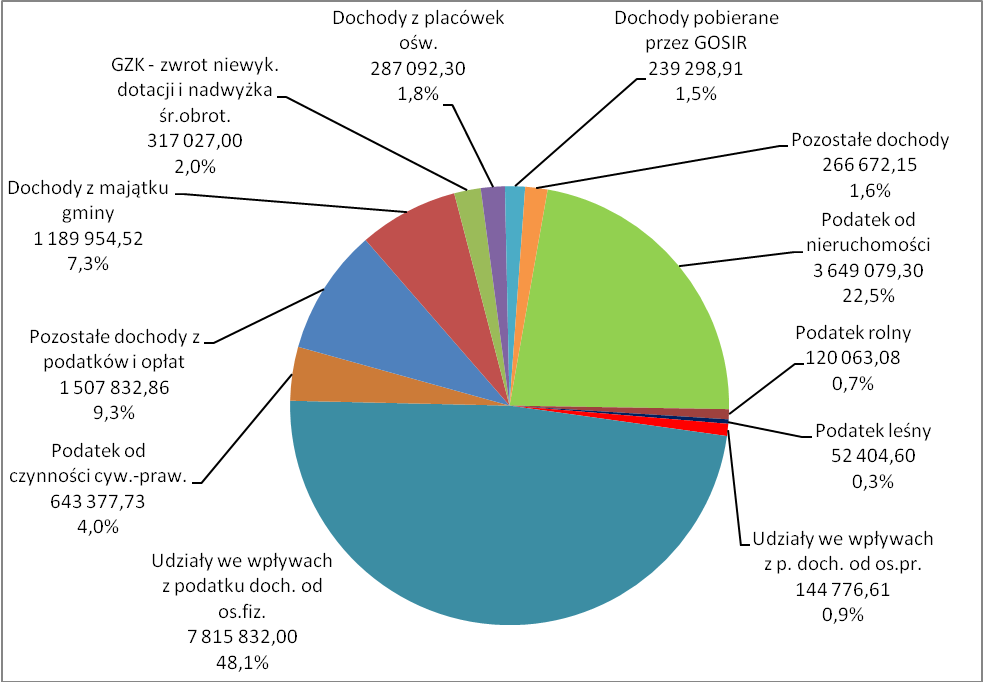 Dochody z placówek
ośw.
287 092,30
1,8%
Dochody pobierane
przez GOSIR
239 298,91
1,5%
GZK - zwrot niewyk.
dotacji i nadwyżka
śr.obrot.
317 027,00
2,0%
Pozostałe dochody
266 672,15
1,6%
Dochody z majątku
gminy
1 189 954,52
7,3%
Podatek od
nieruchomości
3 649 079,30
22,5%
Pozostałe dochody z
podatków i opłat
1 507 832,86
9,3%
Podatek rolny
120 063,08
0,7%
Podatek leśny
52 404,60
0,3%
Podatek od
czynności cyw.-praw.
643 377,73
4,0%
Udziały we wpływach
z p. doch. od os.pr.
144 776,61
0,9%
Udziały we wpływach
z podatku doch. od
os.fiz.
7 815 832,00
48,1%